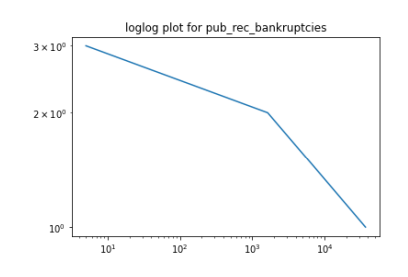 loglog plot for pub_rec_bankruptcies
3 × 10⁰
2 × 10⁰
10⁰
10¹ 10² 10³ 10⁴